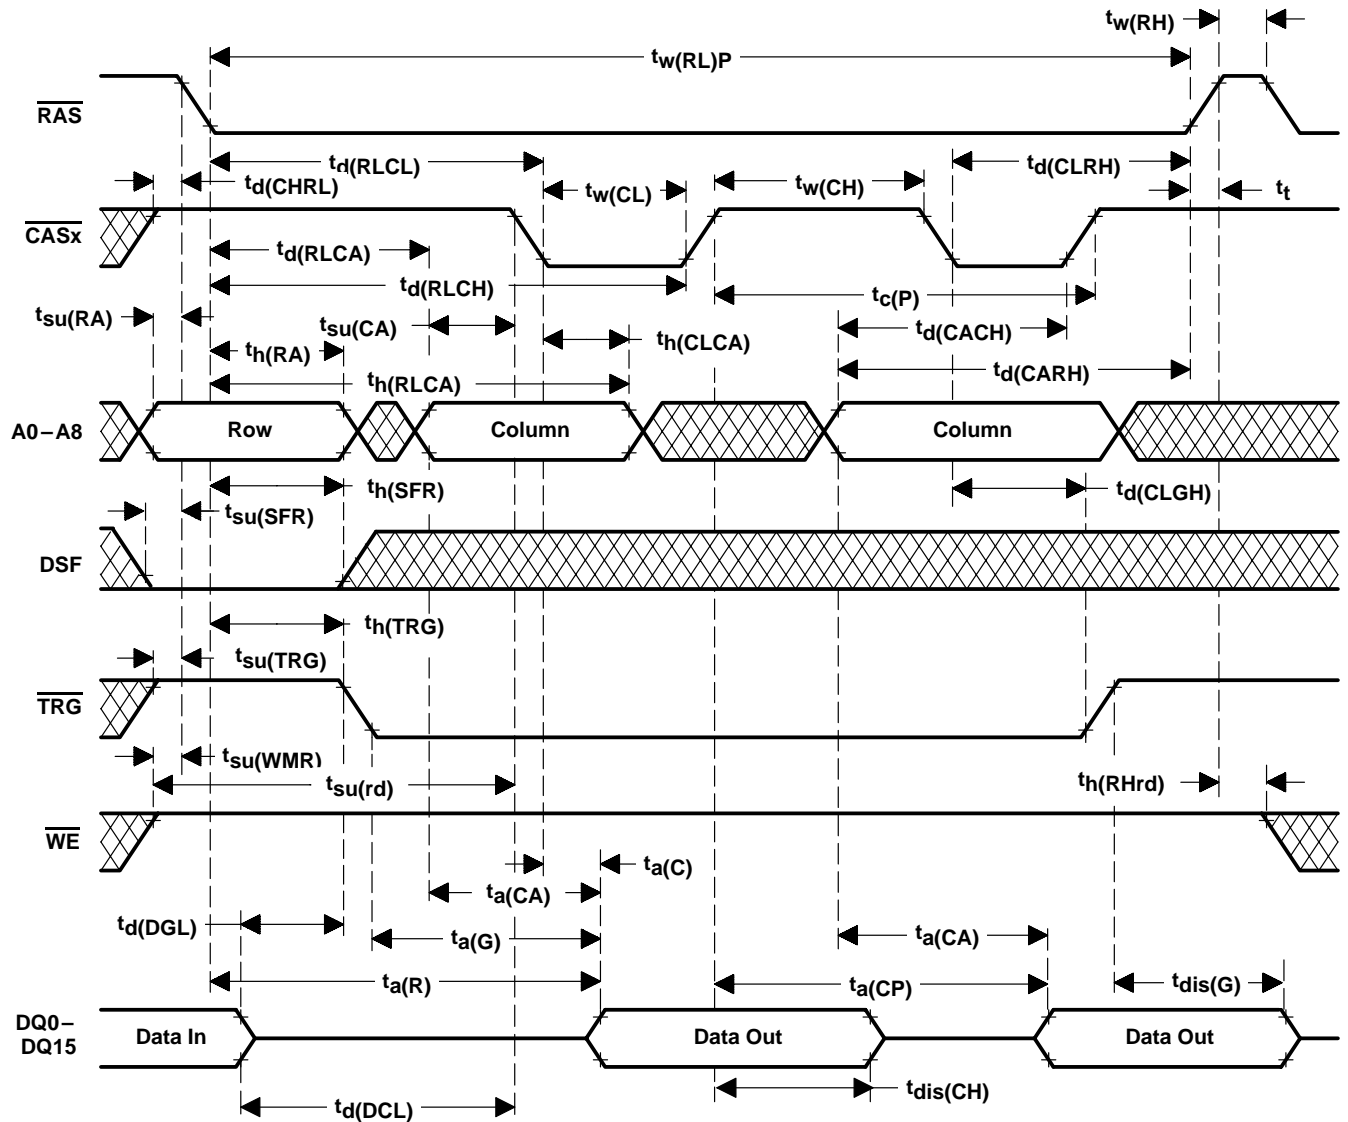 tw(RH)
tw(RL)P
RAS
td(RLCL)
td(CLRH)
td(CHRL)
tw(CL)
tw(CH)
tt
CASx
td(RLCA)
td(RLCH)
tc(P)
tsu(RA)
tsu(CA)
th(CLCA)
td(CACH)
th(RA)
td(CARH)
th(RLCA)
A0–A8
Row
Column
Column
th(SFR)
td(CLGH)
tsu(SFR)
DSF
th(TRG)
tsu(TRG)
TRG
tsu(WMR)
tsu(rd)
th(RHrd)
WE
ta(C)
ta(CA)
td(DGL)
ta(G)
ta(CA)
ta(R)
ta(CP)
tdis(G)
DQ0–
DQ15
Data In
Data Out
Data Out
tdis(CH)
td(DCL)